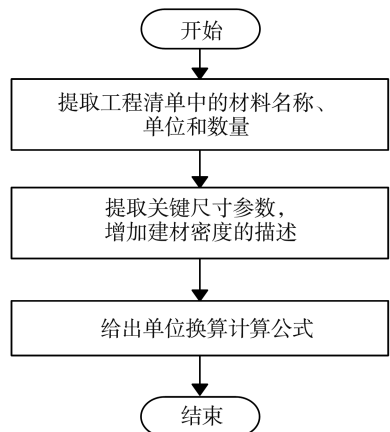 开始
提取工程清单中的材料名称、
单位和数量
提取关键尺寸参数，
增加建材密度的描述
给出单位换算计算公式
结束